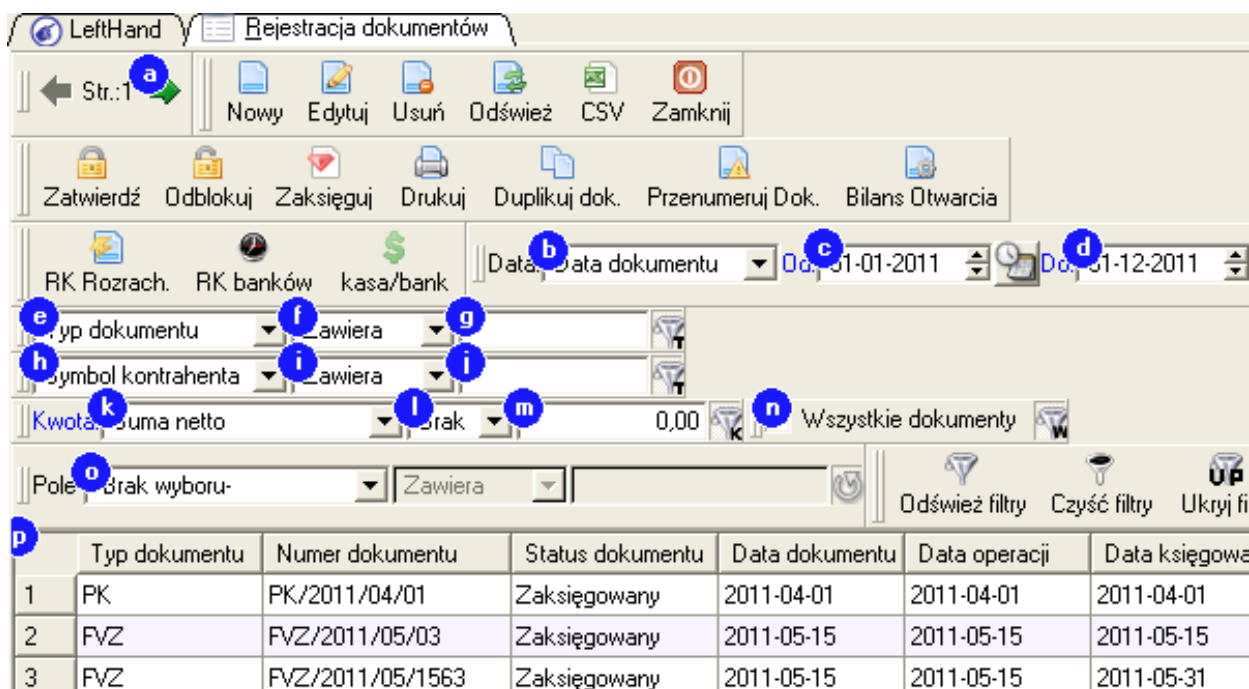 LeftHand Rejestracja dokumentów
a
Str.:1
Nowy Edytuj Usuń Odśwież CSV Zamknij
Zatwierdź Odblokuj Zaksięguj Drukuj Duplikuj dok. Przenumeruj Dok. Bilans Otwarcia
b c d
RK Rozrach. RK banków kasa/bank Data: Data dokumentu Od: 31-01-2011 Do: 31-12-2011
e f g
Typ dokumentu Zawiera T
h i j
Symbol kontrahenta Zawiera T
k l m n
Kwota: Suma netto Brak 0,00 K Wszystkie dokumenty W
o
Pole -Brak wyboru- Zawiera UP
Odśwież filtry Czyść filtry Ukryj fi
p
Typ dokumentu Numer dokumentu Status dokumentu Data dokumentu Data operacji Data księgowa
1 PK PK/2011/04/01 Zaksięgowany 2011-04-01 2011-04-01 2011-04-01
2 FVZ FVZ/2011/05/03 Zaksięgowany 2011-05-15 2011-05-15 2011-05-15
3 FVZ FVZ/2011/05/1563 Zaksięgowany 2011-05-15 2011-05-15 2011-05-31